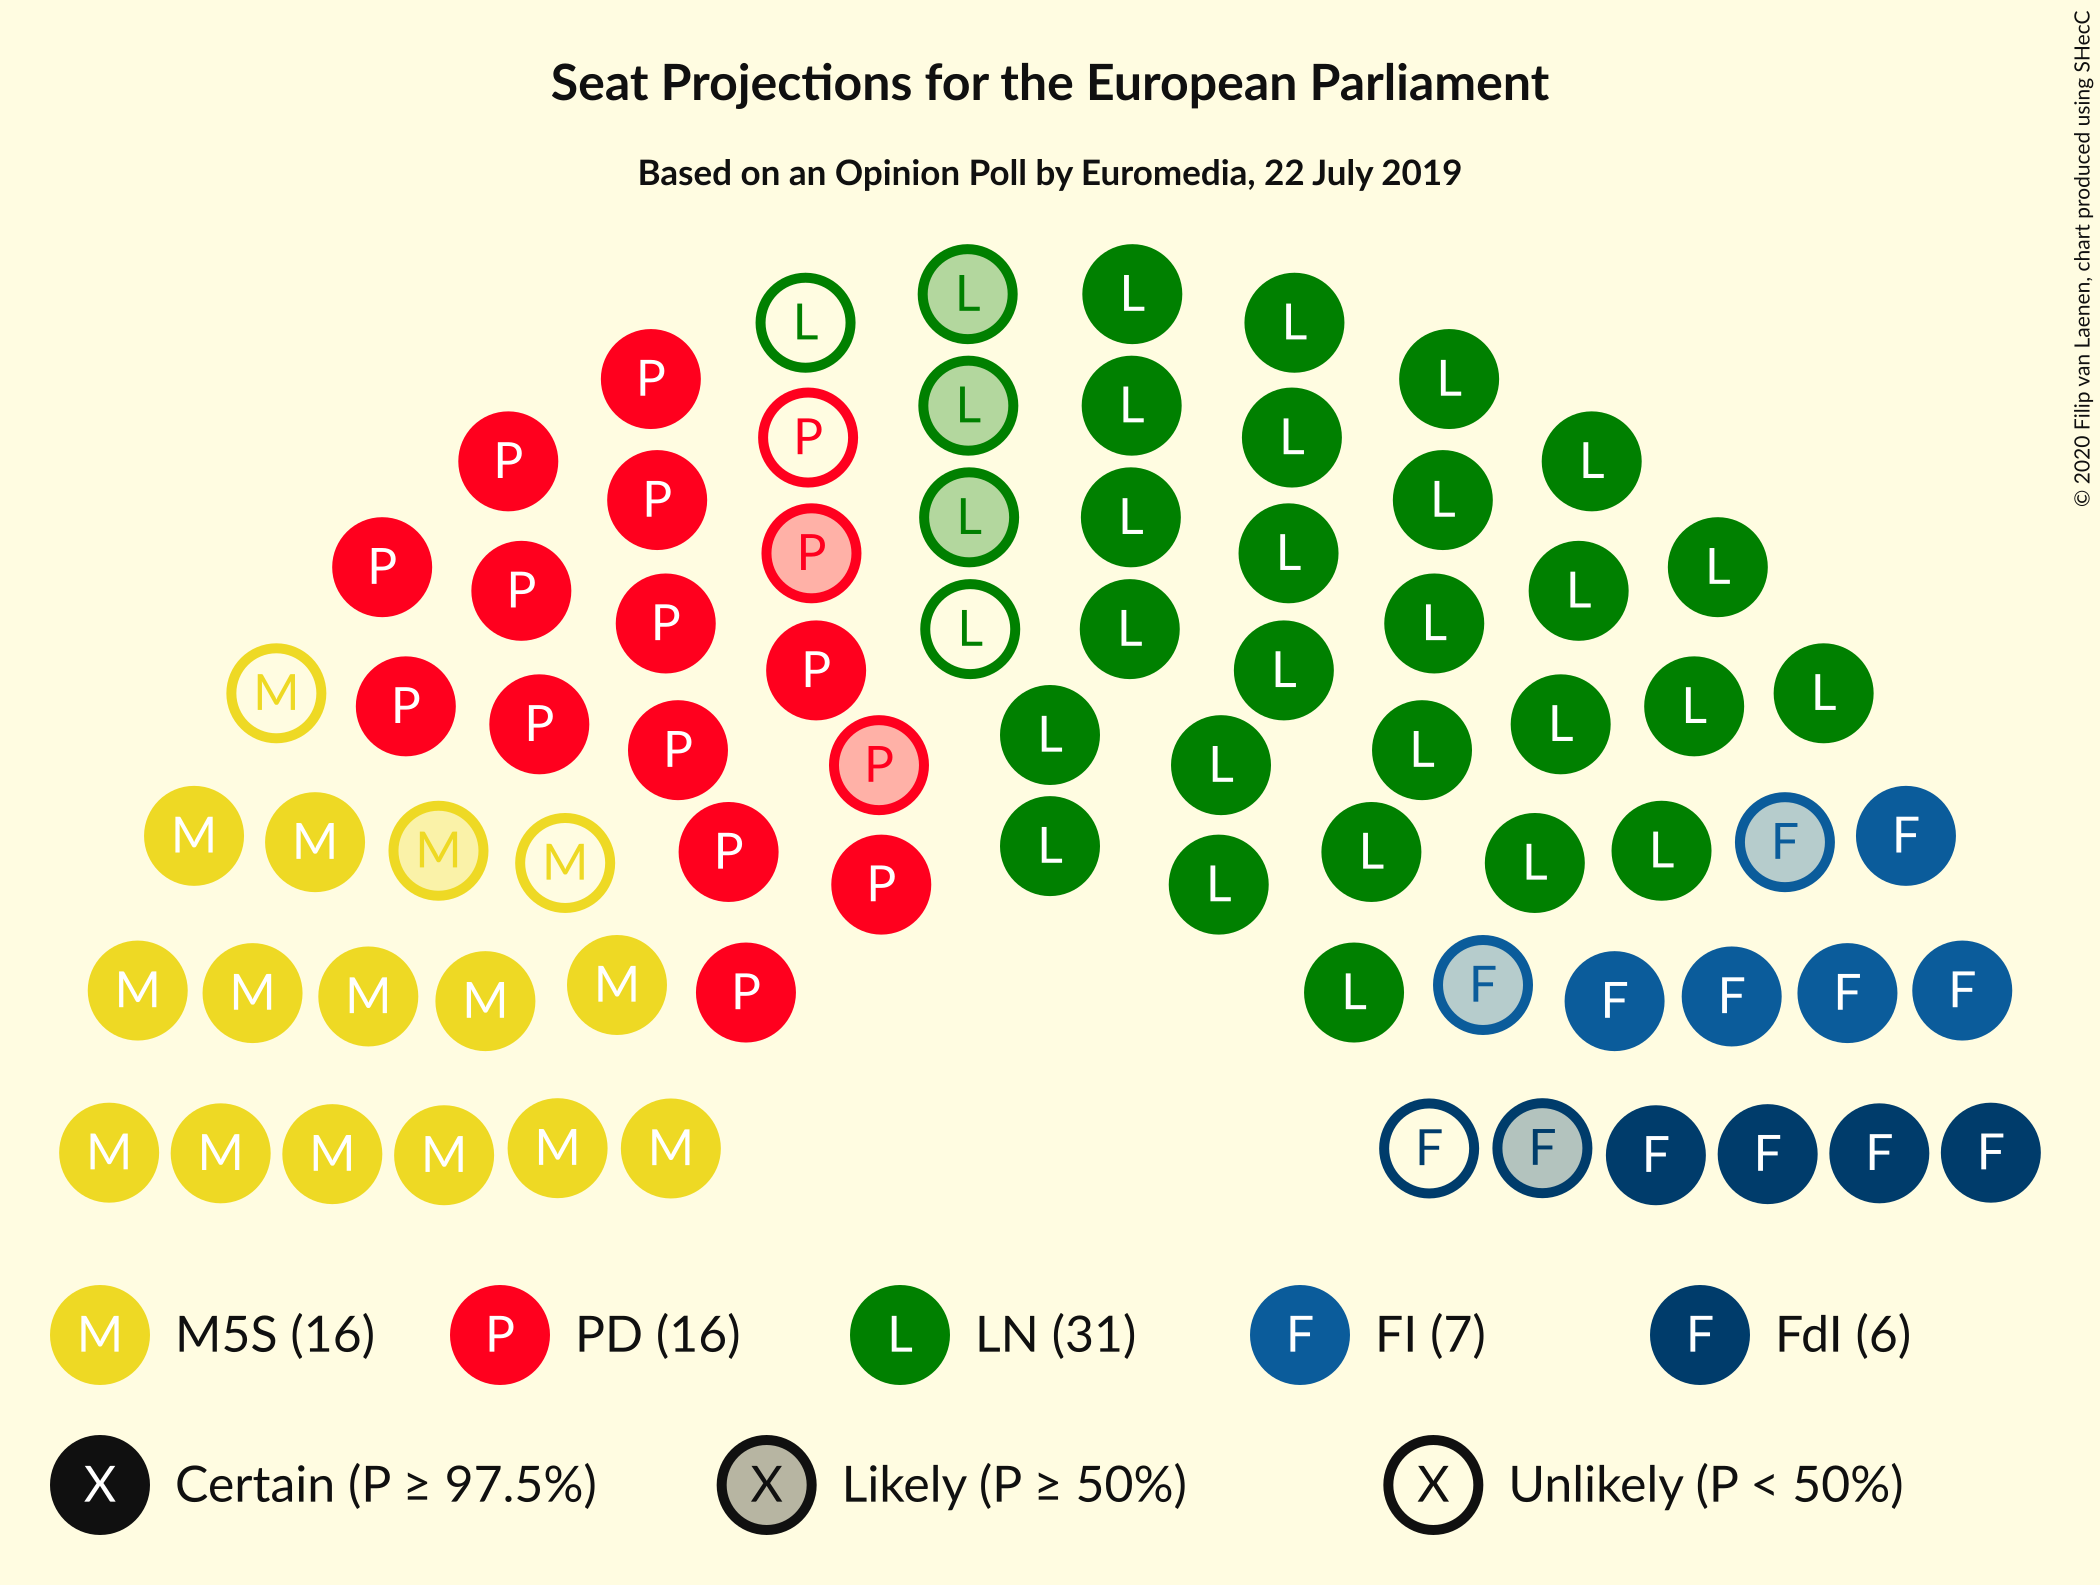 Seat Projections for the European Parliament
Based on an Opinion Poll by Euromedia, 22 July 2019
© 2020 Filip van Laenen, chart produced using SHecC
L L L L
P L P
P L L L L
P P L L
P P L L
P L L L
P P L L
M P P P P L L L L L L L
P L L P L
M M M M P P L L L L L L F F
M M M M M P L F F F F F
M M M M M M F F F F F F
M M5S (16) P PD (16) L LN (31) F FI (7) F FdI (6)
X Certain (P ≥ 97.5%) X Likely (P ≥ 50%) X Unlikely (P < 50%)